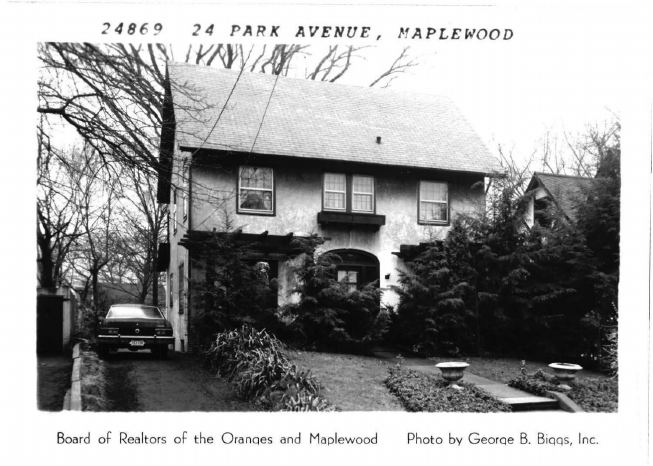 24869 24 PARK AVENUE, MAPLEWOOD
Board of Realtors of the Oranges and Maplewood Photo by George B. Biggs, Inc.